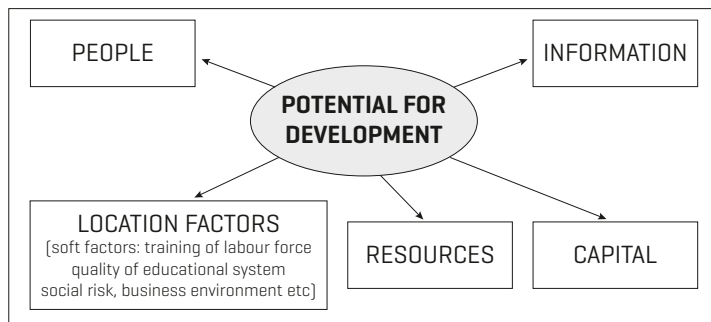 PEOPLE
INFORMATION
POTENTIAL FOR
DEVELOPMENT
LOCATION FACTORS
(soft factors: training of labour force
quality of educational system
social risk, business environment etc)
RESOURCES
CAPITAL